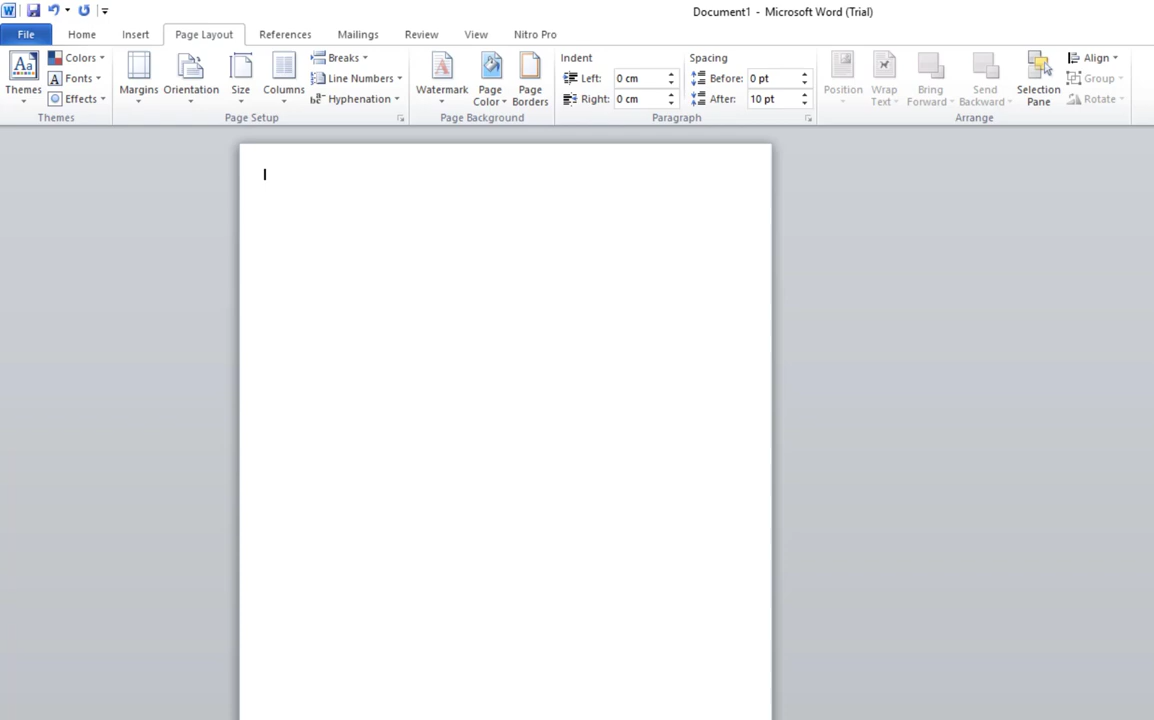 W Document1 - Microsoft Word (Trial)
File Home Insert Page Layout References Mailings Review View Nitro Pro
Aa Colors Breaks Indent Spacing Align
A Fonts Line Numbers A Left: 0 cm Before: 0 pt Group
Themes Margins Orientation Size Columns Watermark Page Color Page Borders Position Wrap Text Bring Forward Send Backward Selection Pane
Effects bc Hyphenation Right: 0 cm After: 10 pt Rotate
Themes Page Setup Page Background Paragraph Arrange